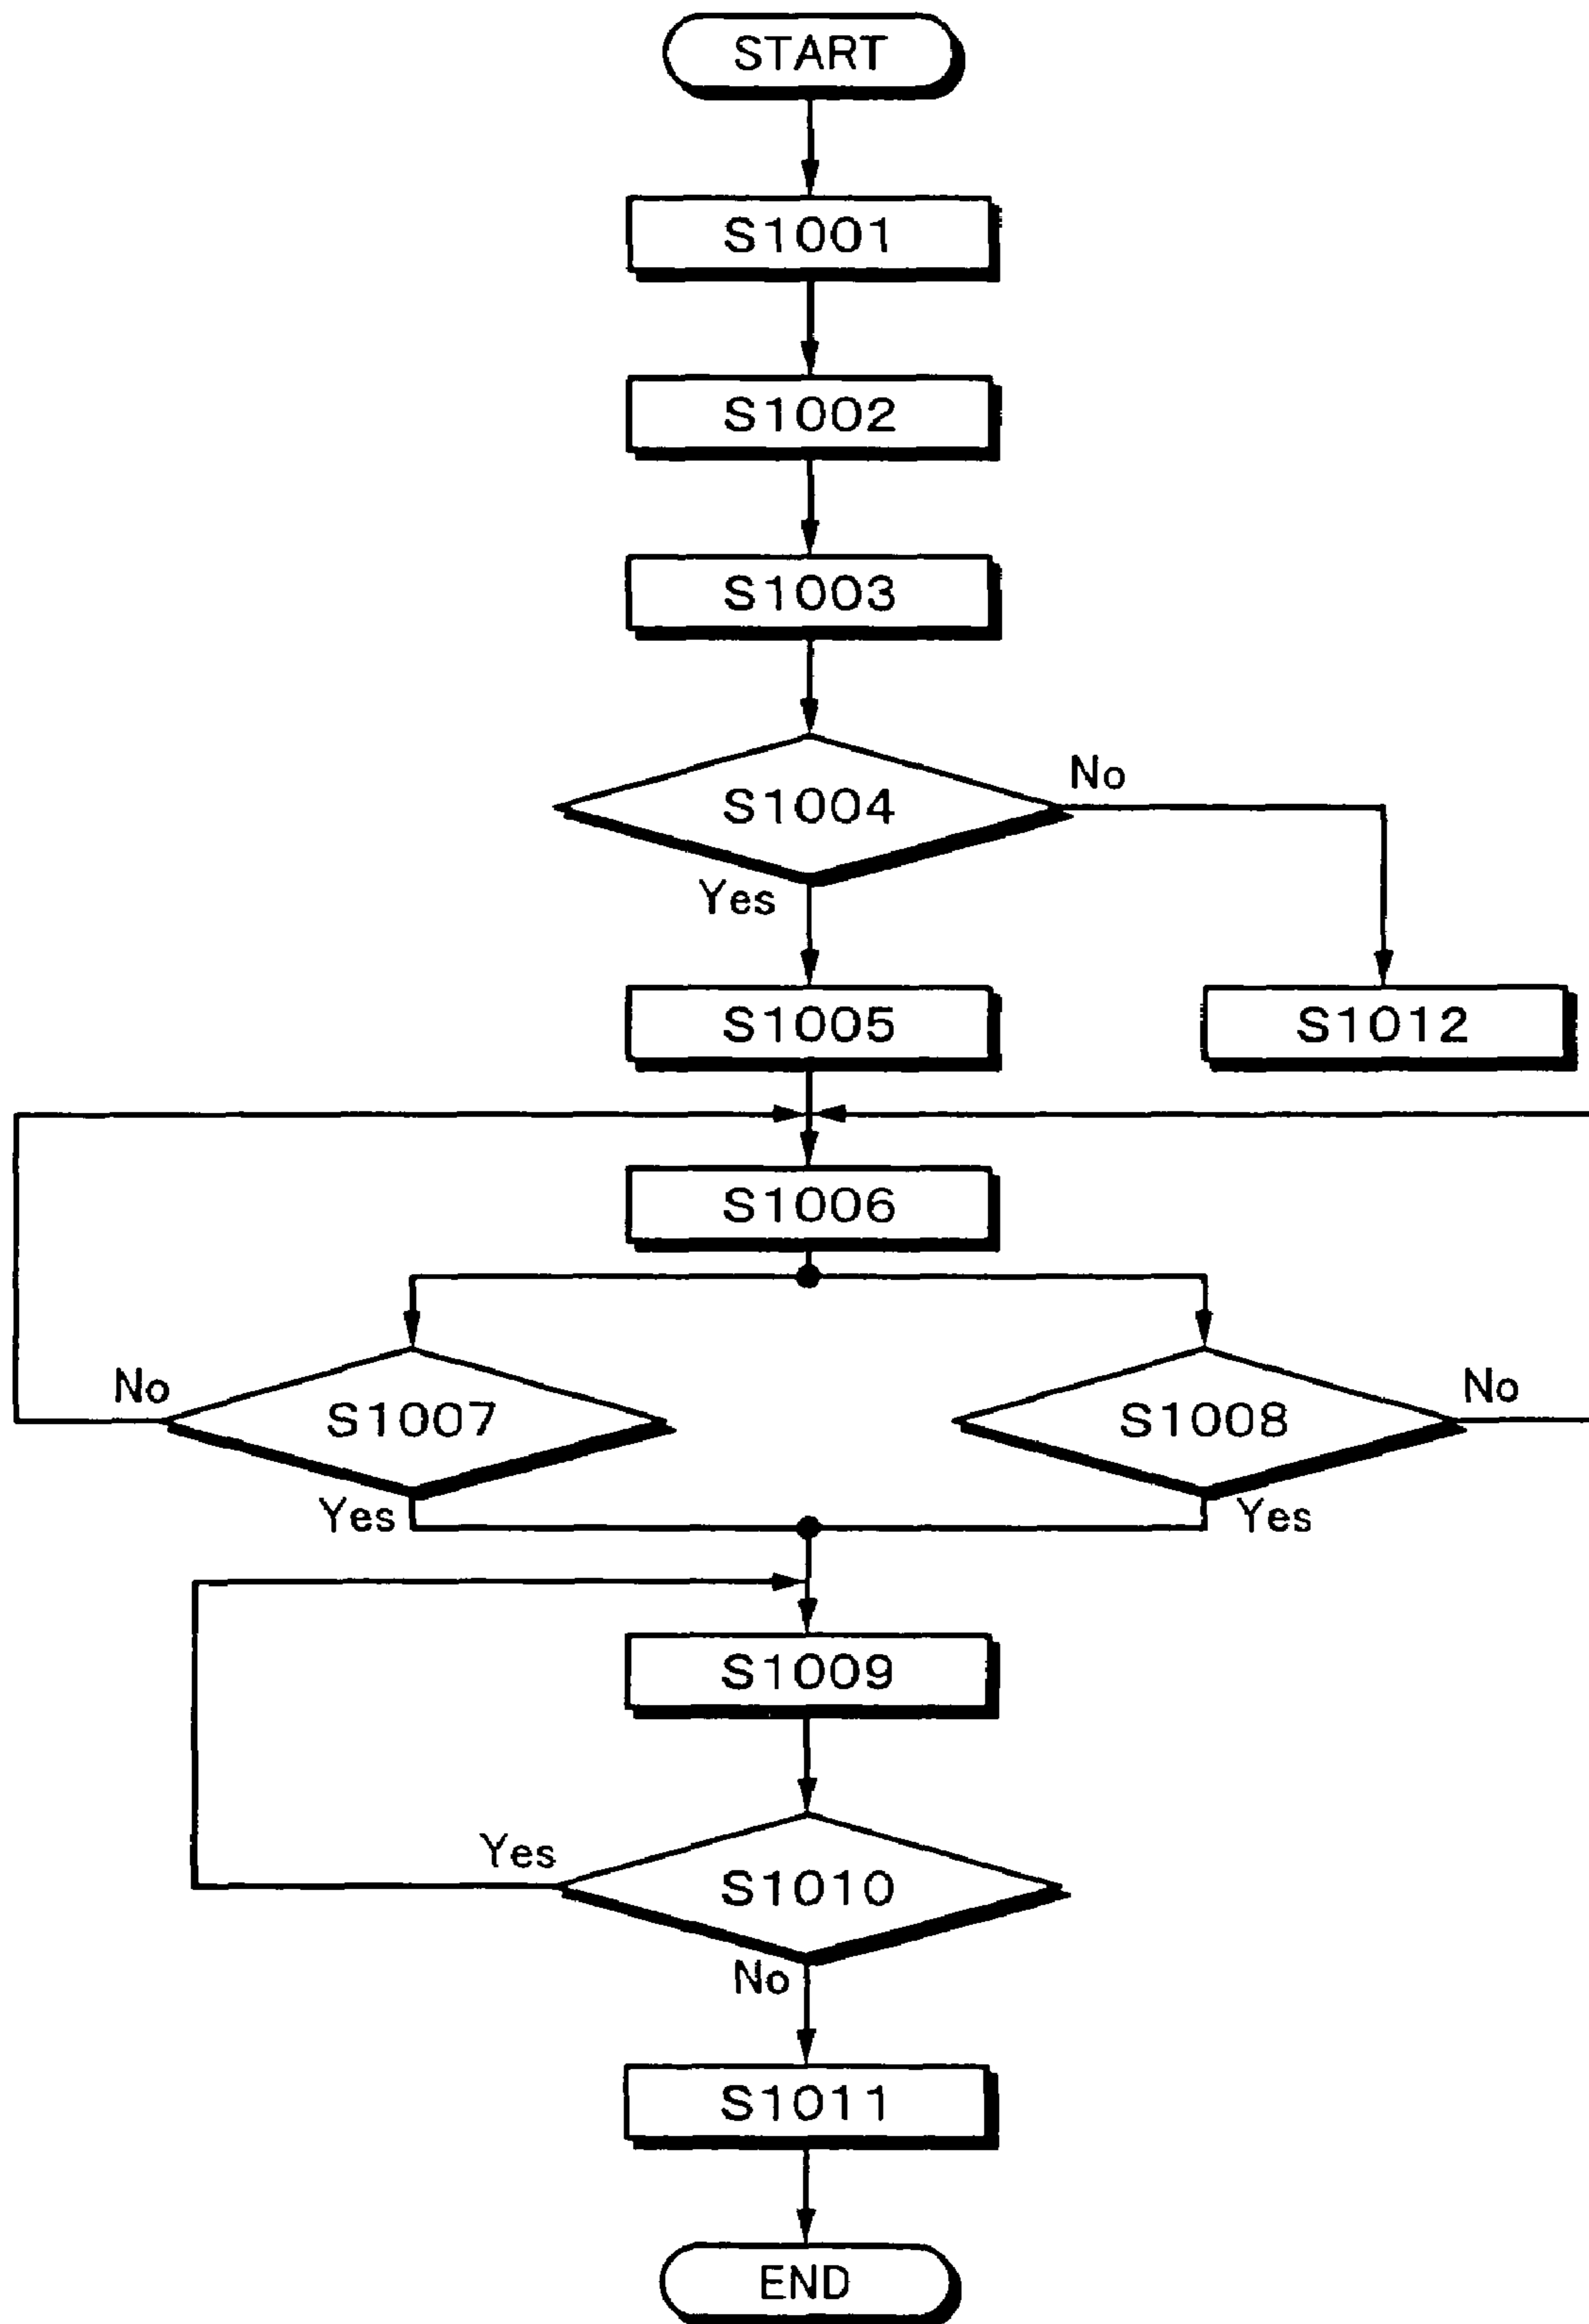 START
S1001
S1002
S1003
S1004
No
Yes
S1005
S1012
S1006
No
S1007
S1008
No
Yes
Yes
S1009
Yes
S1010
No
S1011
END